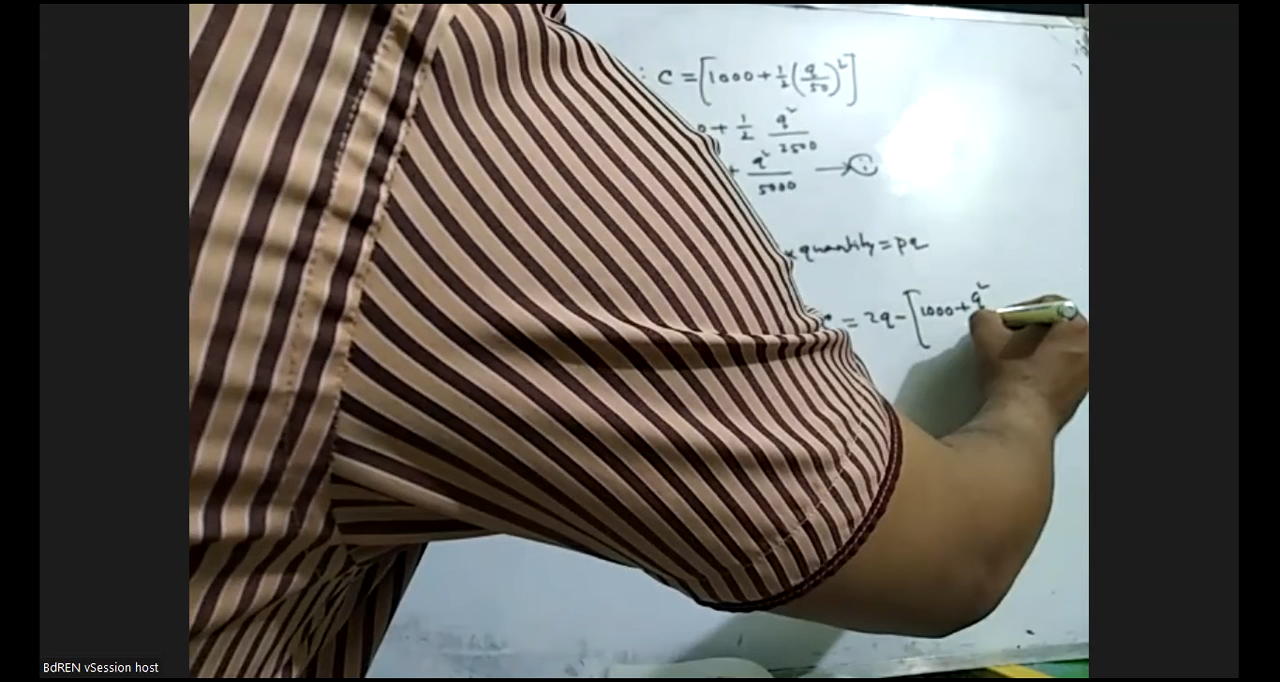 C = [1000 + 1/2 (q/50)²]
+ 1/2 q²/2500
+ q²/5000 → ①
× quantity = pq
= 2q - [1000 + q²
BdREN vSession host